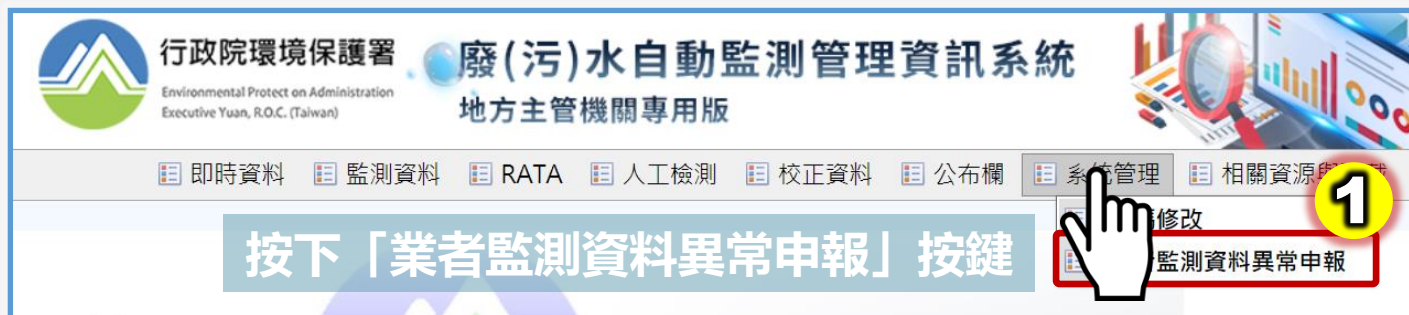 行政院環境保護署
Environmental Protect on Administration
Executive Yuan, R.O.C. (Taiwan)
廢(污)水自動監測管理資訊系統
地方主管機關專用版
即時資料 監測資料 RATA 人工檢測 校正資料 公布欄 系統管理 相關資源
1
修改
按下「業者監測資料異常申報」按鍵
監測資料異常申報